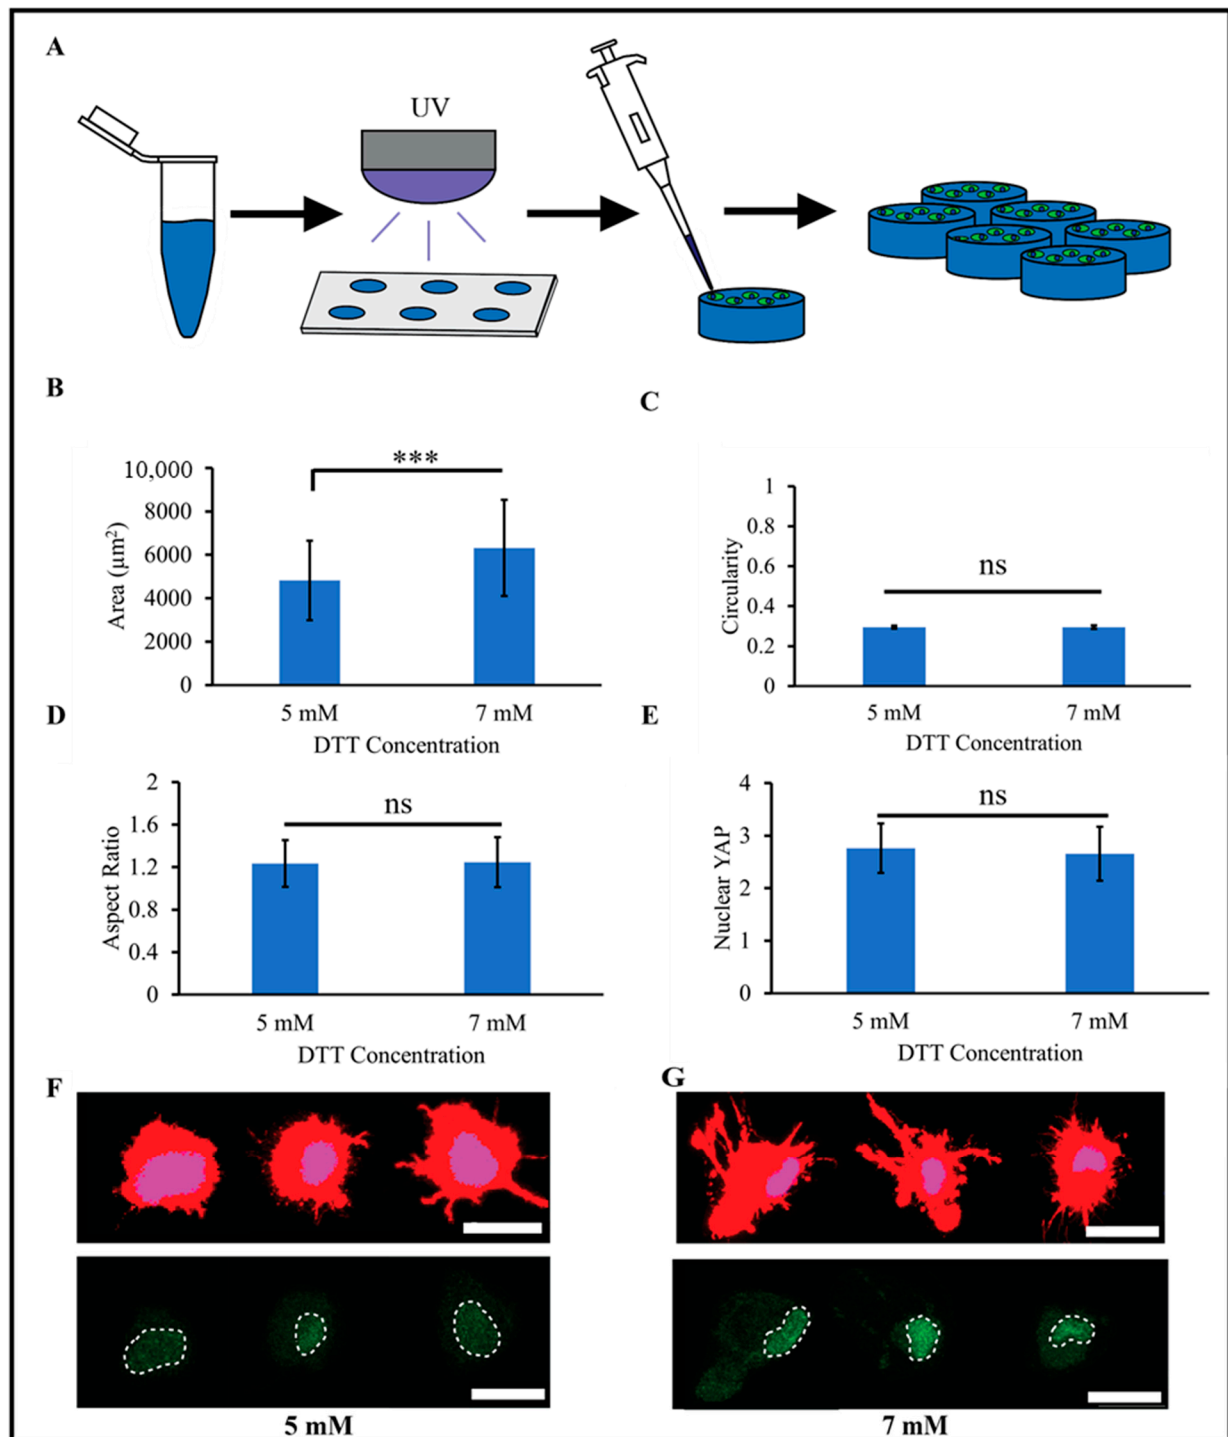 A
UV
B
C
10,000
8000
6000
4000
2000
0
Area (µm²)
***
5 mM
7 mM
DTT Concentration
1
0.8
0.6
0.4
0.2
0
Circularity
ns
5 mM
7 mM
DTT Concentration
D
E
2
1.6
1.2
0.8
0.4
0
Aspect Ratio
ns
5 mM
7 mM
DTT Concentration
4
3
2
1
0
Nuclear YAP
ns
5 mM
7 mM
DTT Concentration
F
G
5 mM
7 mM